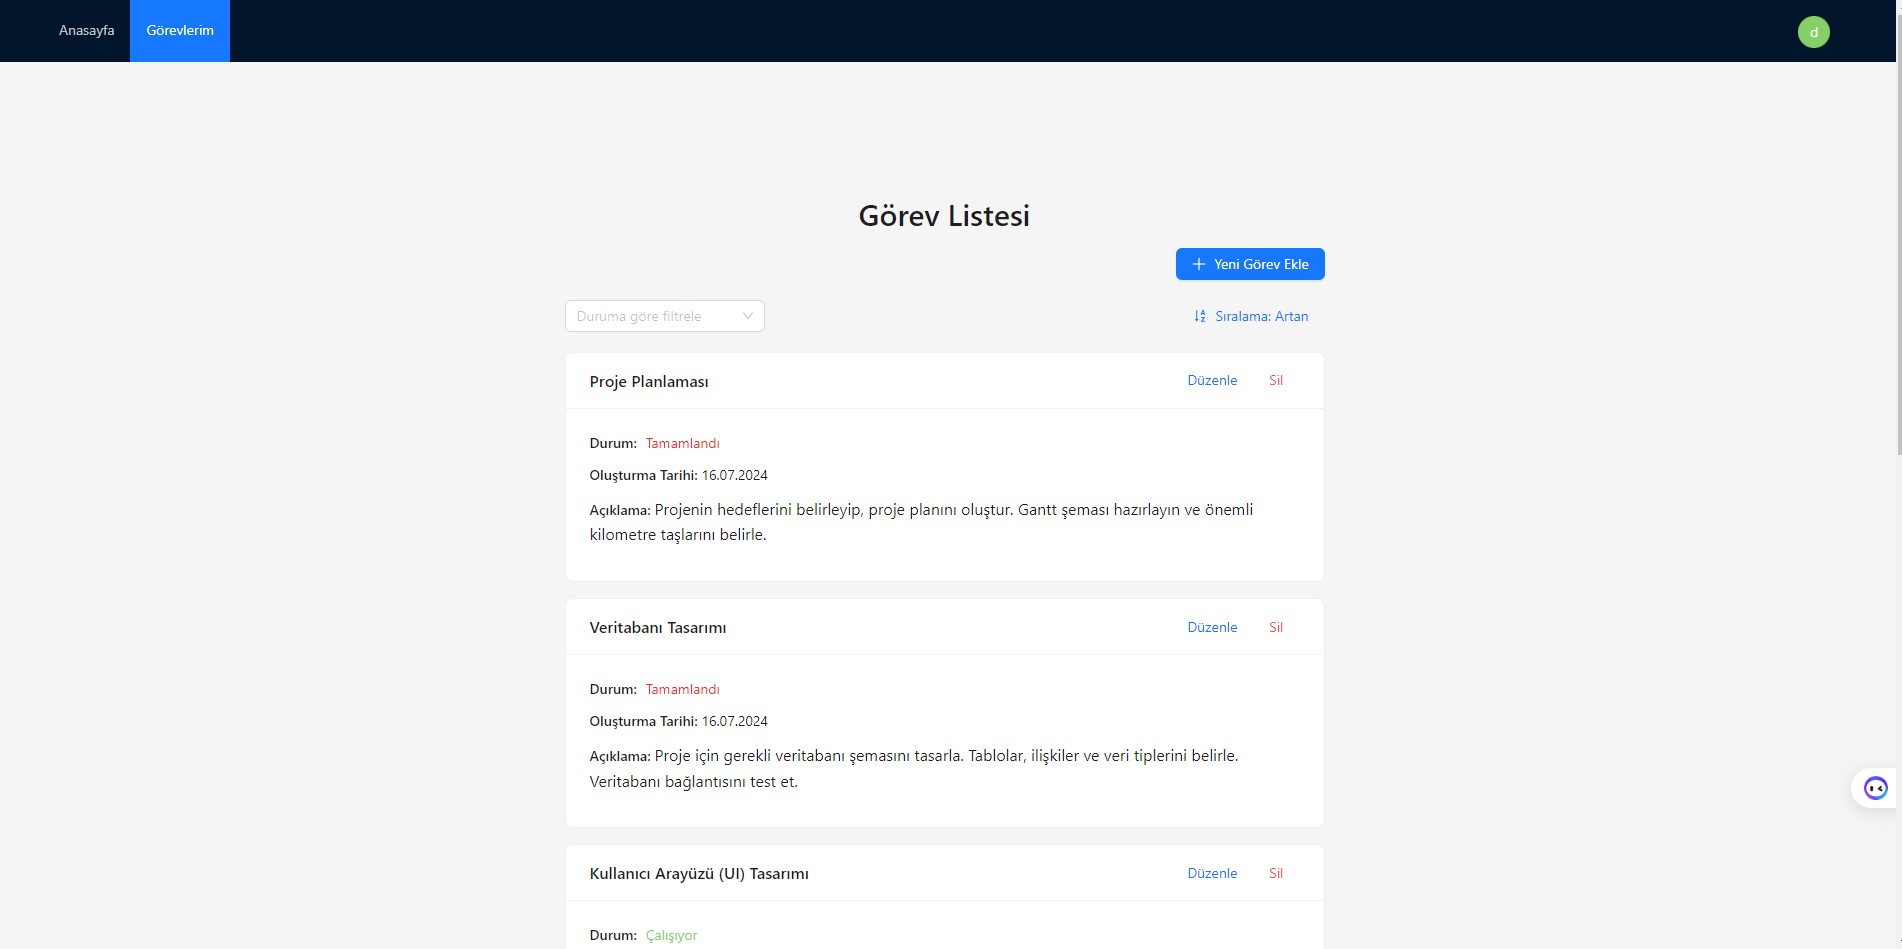 Anasayfa
Görevlerim
d
Görev Listesi
Yeni Görev Ekle
Duruma göre filtrele
Sıralama: Artan
Proje Planlaması
Düzenle
Sil
Durum: Tamamlandı
Oluşturma Tarihi: 16.07.2024
Açıklama: Projenin hedeflerini belirleyip, proje planını oluştur. Gantt şeması hazırlayın ve önemli
kilometre taşlarını belirle.
Veritabanı Tasarımı
Düzenle
Sil
Durum: Tamamlandı
Oluşturma Tarihi: 16.07.2024
Açıklama: Proje için gerekli veritabanı şemasını tasarla. Tablolar, ilişkiler ve veri tiplerini belirle.
Veritabanı bağlantısını test et.
Kullanıcı Arayüzü (UI) Tasarımı
Düzenle
Sil
Durum: Çalışıyor